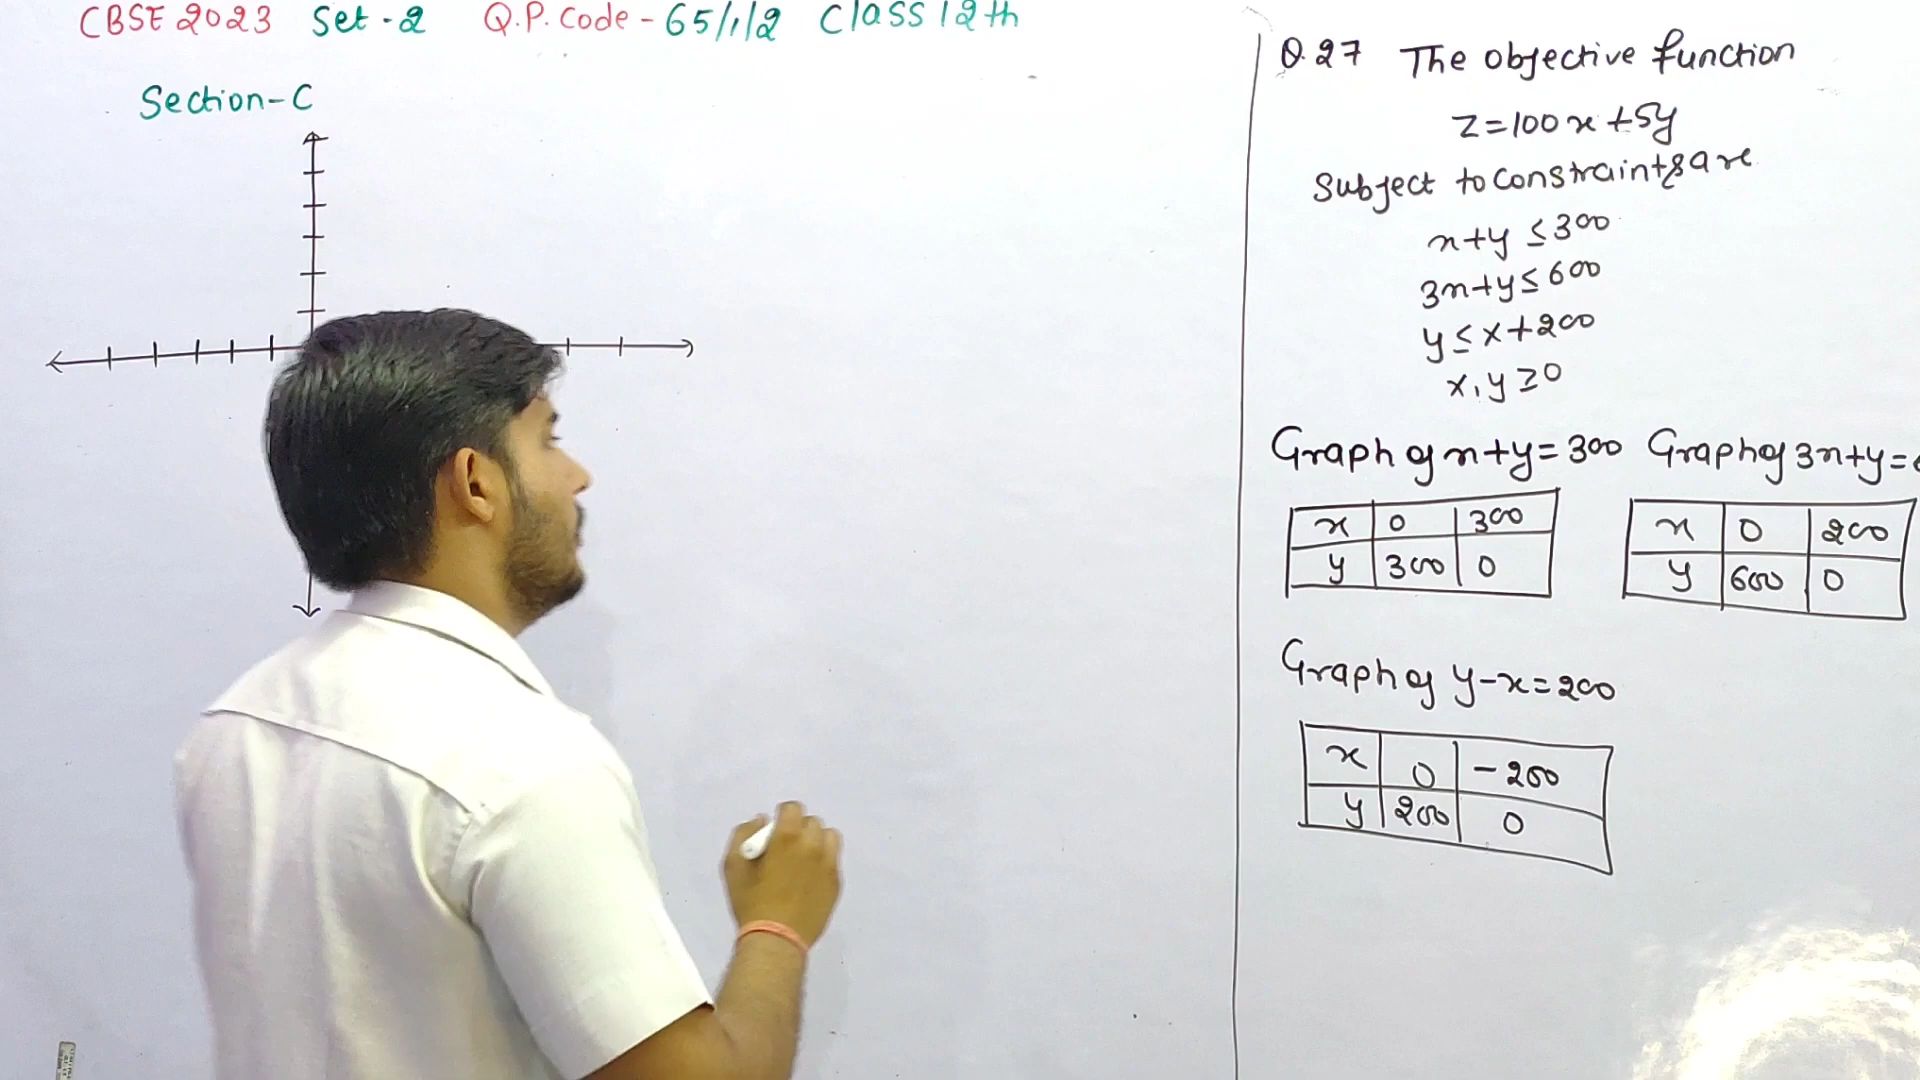 CBSE 2023 Set-2 Q.P. Code - 65/1/2 Class 12th
Section-C
Q.27 The objective function
Z=100x+5y
Subject to constraints are
x+y ≤300
3x+y≤600
y≤x+200
x,y≥0
Graph of x+y=300 Graph of 3x+y=
x 0 300
y 300 0
x 0 200
y 600 0
Graph of y-x=200
x 0 -200
y 200 0